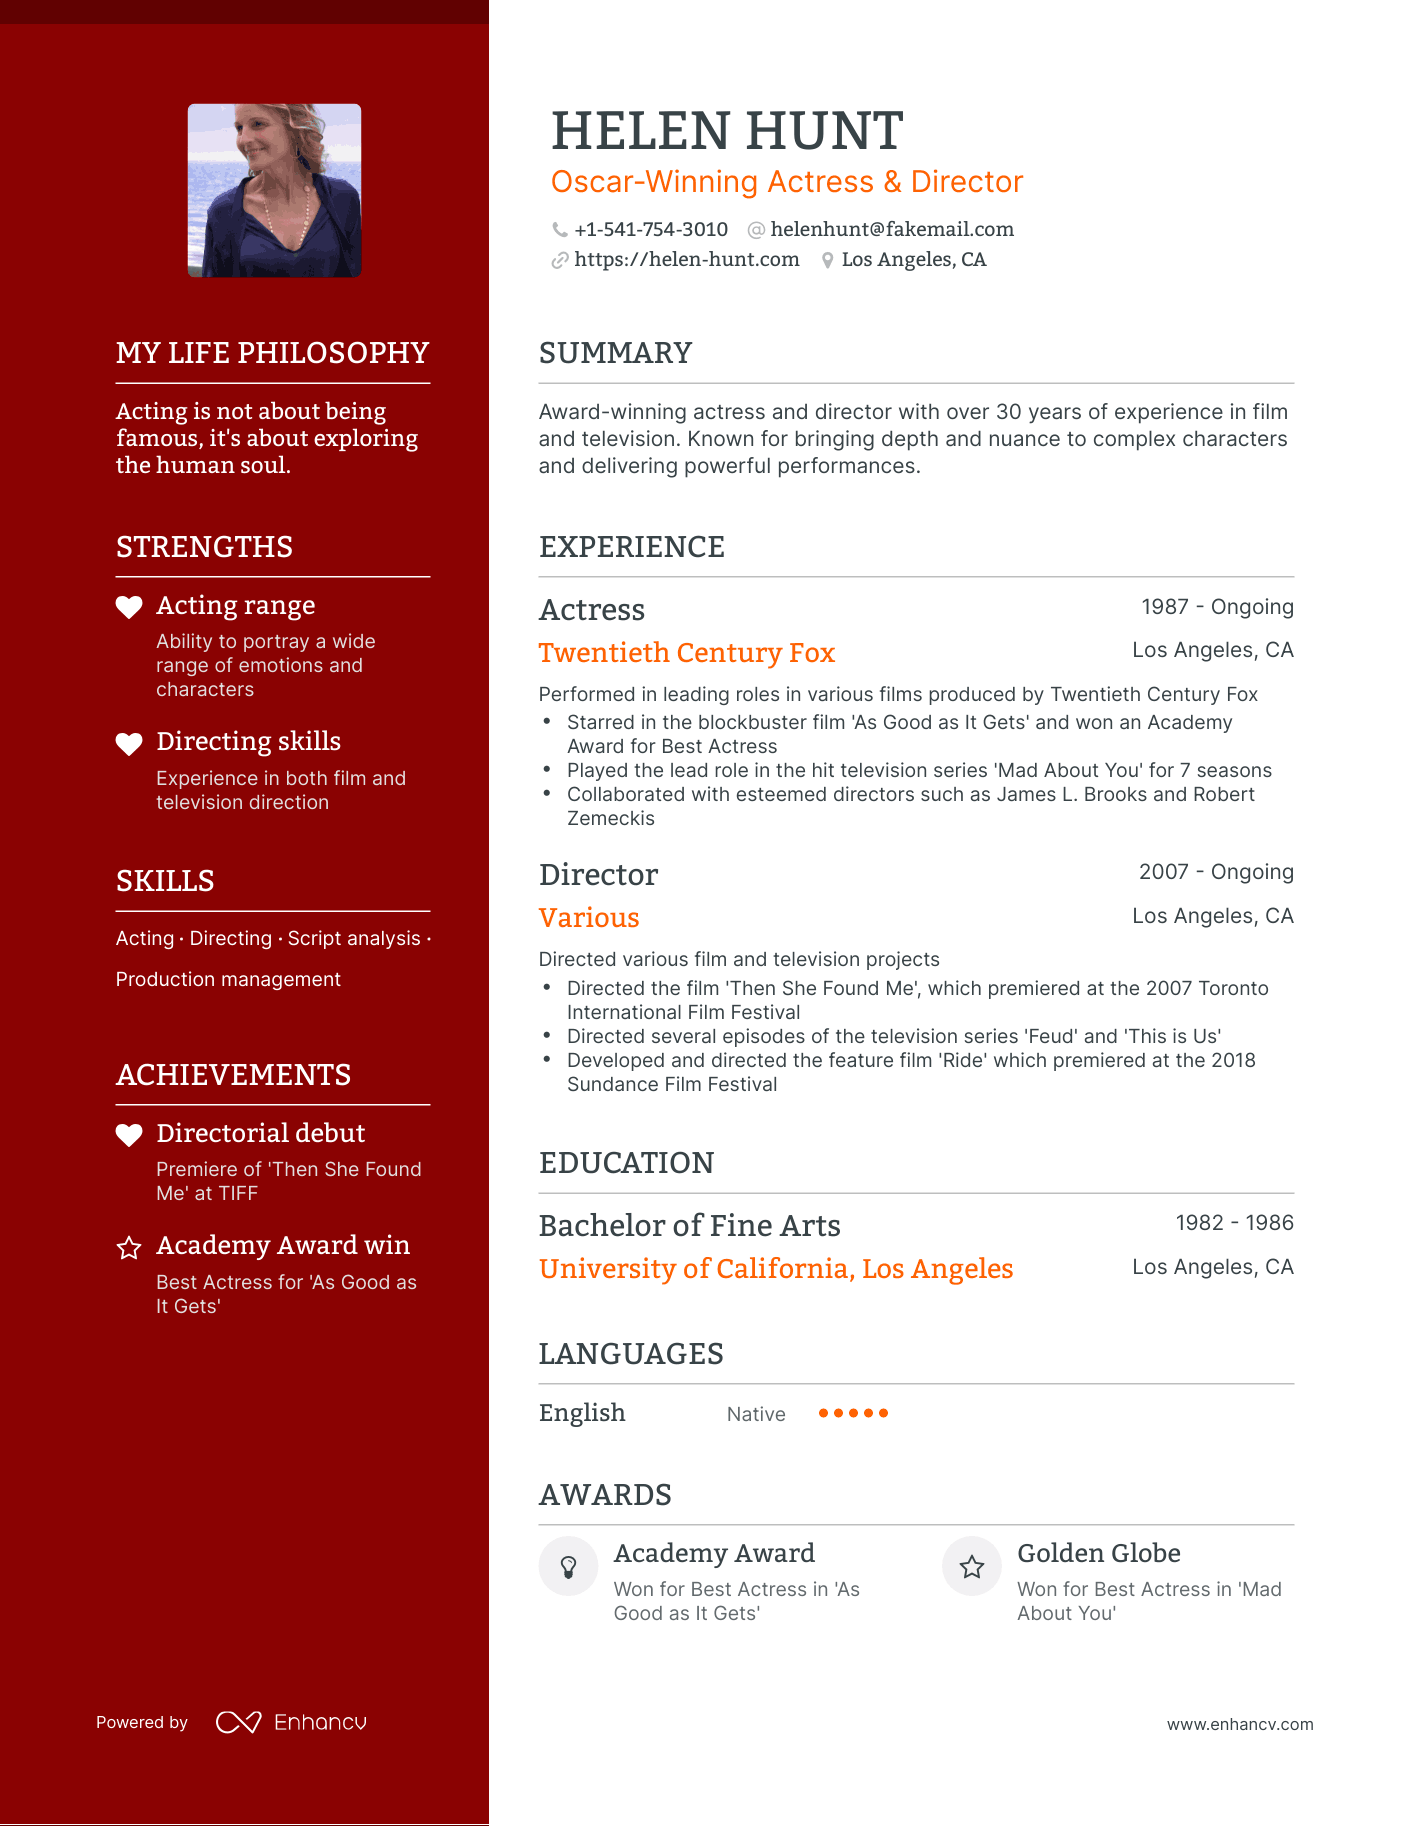 HELEN HUNT
Oscar-Winning Actress & Director
+1-541-754-3010 helenhunt@fakemail.com
https://helen-hunt.com Los Angeles, CA
MY LIFE PHILOSOPHY
Acting is not about being
famous, it's about exploring
the human soul.
STRENGTHS
Acting range
Ability to portray a wide
range of emotions and
characters
Directing skills
Experience in both film and
television direction
SKILLS
Acting · Directing · Script analysis ·
Production management
ACHIEVEMENTS
Directorial debut
Premiere of 'Then She Found
Me' at TIFF
Academy Award win
Best Actress for 'As Good as
It Gets'
SUMMARY
Award-winning actress and director with over 30 years of experience in film
and television. Known for bringing depth and nuance to complex characters
and delivering powerful performances.
EXPERIENCE
Actress 1987 - Ongoing
Twentieth Century Fox Los Angeles, CA
Performed in leading roles in various films produced by Twentieth Century Fox
• Starred in the blockbuster film 'As Good as It Gets' and won an Academy
Award for Best Actress
• Played the lead role in the hit television series 'Mad About You' for 7 seasons
• Collaborated with esteemed directors such as James L. Brooks and Robert
Zemeckis
Director 2007 - Ongoing
Various Los Angeles, CA
Directed various film and television projects
• Directed the film 'Then She Found Me', which premiered at the 2007 Toronto
International Film Festival
• Directed several episodes of the television series 'Feud' and 'This is Us'
• Developed and directed the feature film 'Ride' which premiered at the 2018
Sundance Film Festival
EDUCATION
Bachelor of Fine Arts 1982 - 1986
University of California, Los Angeles Los Angeles, CA
LANGUAGES
English Native
AWARDS
Academy Award
Won for Best Actress in 'As
Good as It Gets'
Golden Globe
Won for Best Actress in 'Mad
About You'
Powered by Enhancv
www.enhancv.com